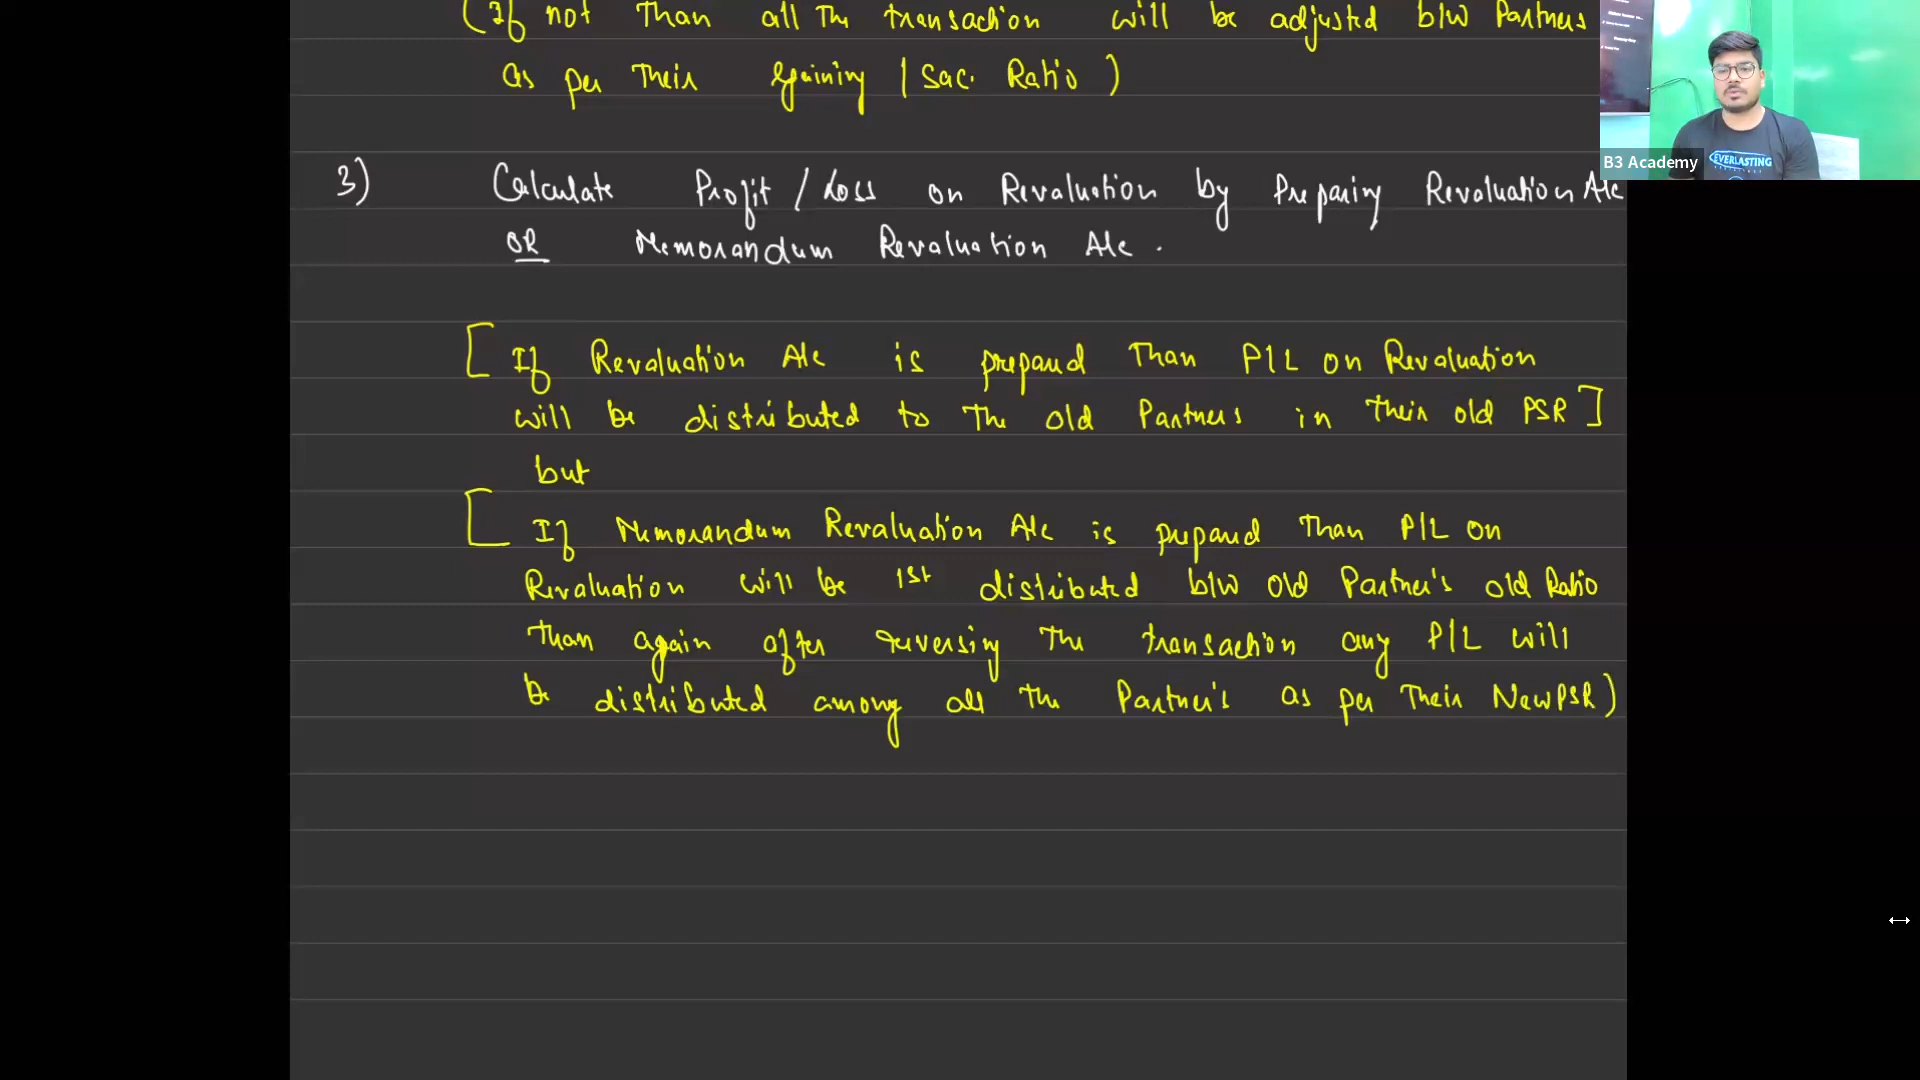 (If not Than all The transaction will be adjusted b/w Partners
as per Their Gaining / Sac. Ratio )
B3 Academy
EVERLASTING
3) Calculate Profit / Loss on Revaluation by Preparing Revaluation A/c
OR Memorandum Revaluation A/c .
[ If Revaluation A/c is prepared Than P/L on Revaluation
will be distributed to The old Partners in Their old PSR ]
but
[ If Memorandum Revaluation A/c is prepared Than P/L on
Revaluation will be 1st distributed b/w old Partner's old Ratio
Than again after reversing The transaction any P/L will
be distributed among all The Partner's as per Their New PSR )